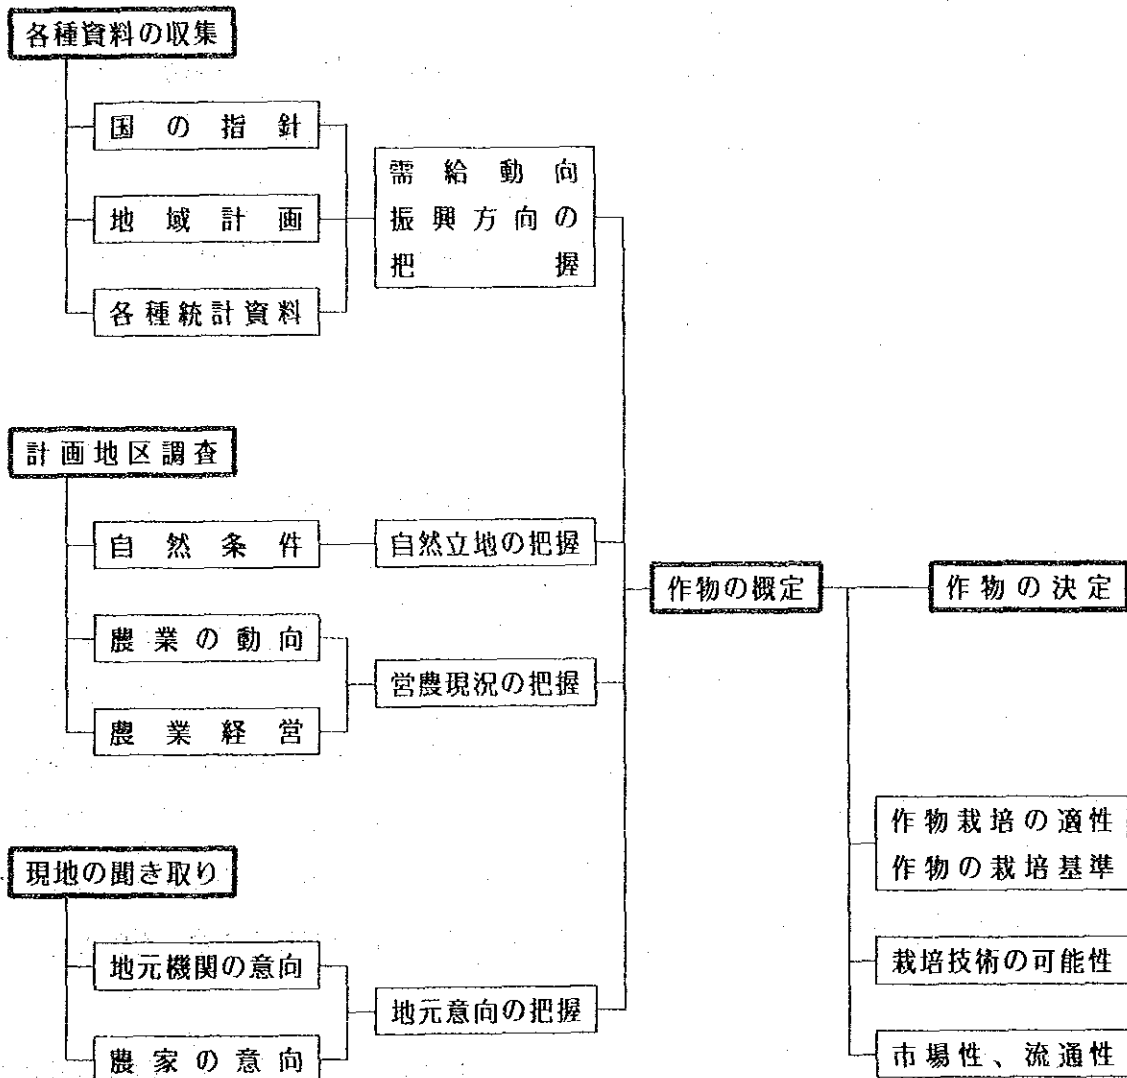 各種資料の収集
国の指針
地域計画
各種統計資料
需給動向
振興方向の
把握
計画地区調査
自然条件
自然立地の把握
農業の動向
農業経営
営農現況の把握
作物の概定
作物の決定
作物栽培の適性
作物の栽培基準
栽培技術の可能性
市場性、流通性
現地の聞き取り
地元機関の意向
農家の意向
地元意向の把握